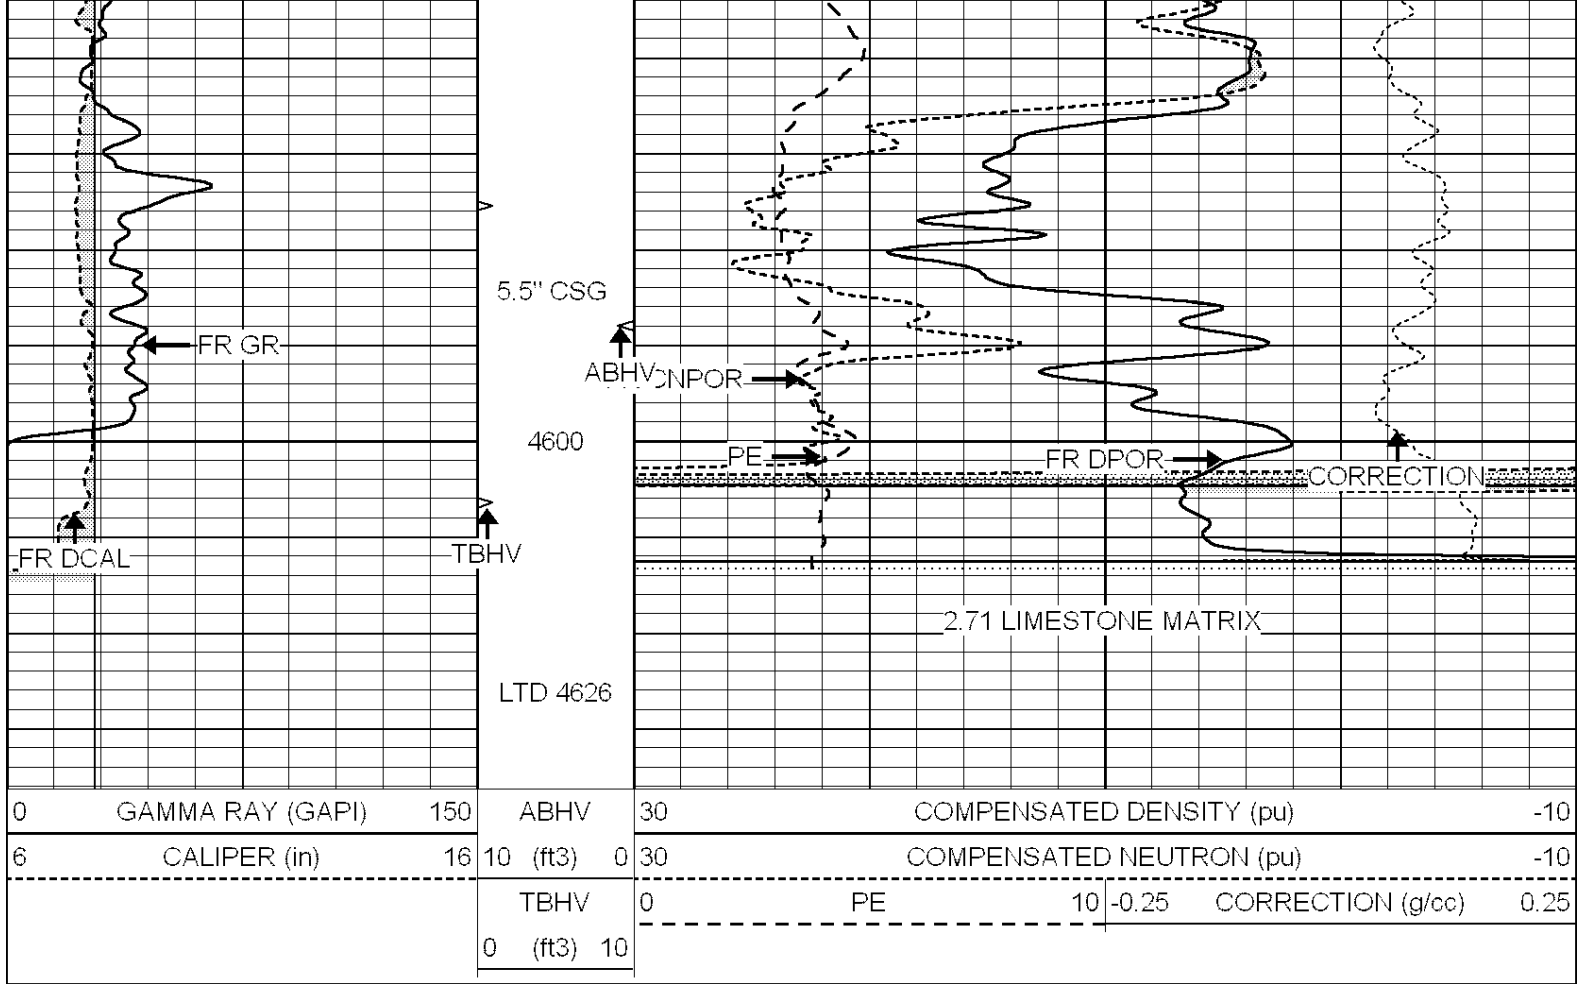 5.5" CSG
FR GR
ABHV
CNPOR
4600
PE
FR DPOR
CORRECTION
FR DCAL
TBHV
2.71 LIMESTONE MATRIX
LTD 4626
0 GAMMA RAY (GAPI) 150
ABHV
30 COMPENSATED DENSITY (pu) -10
6 CALIPER (in) 16
10 (ft3) 0
30 COMPENSATED NEUTRON (pu) -10
TBHV
0 PE 10
-0.25 CORRECTION (g/cc) 0.25
0 (ft3) 10